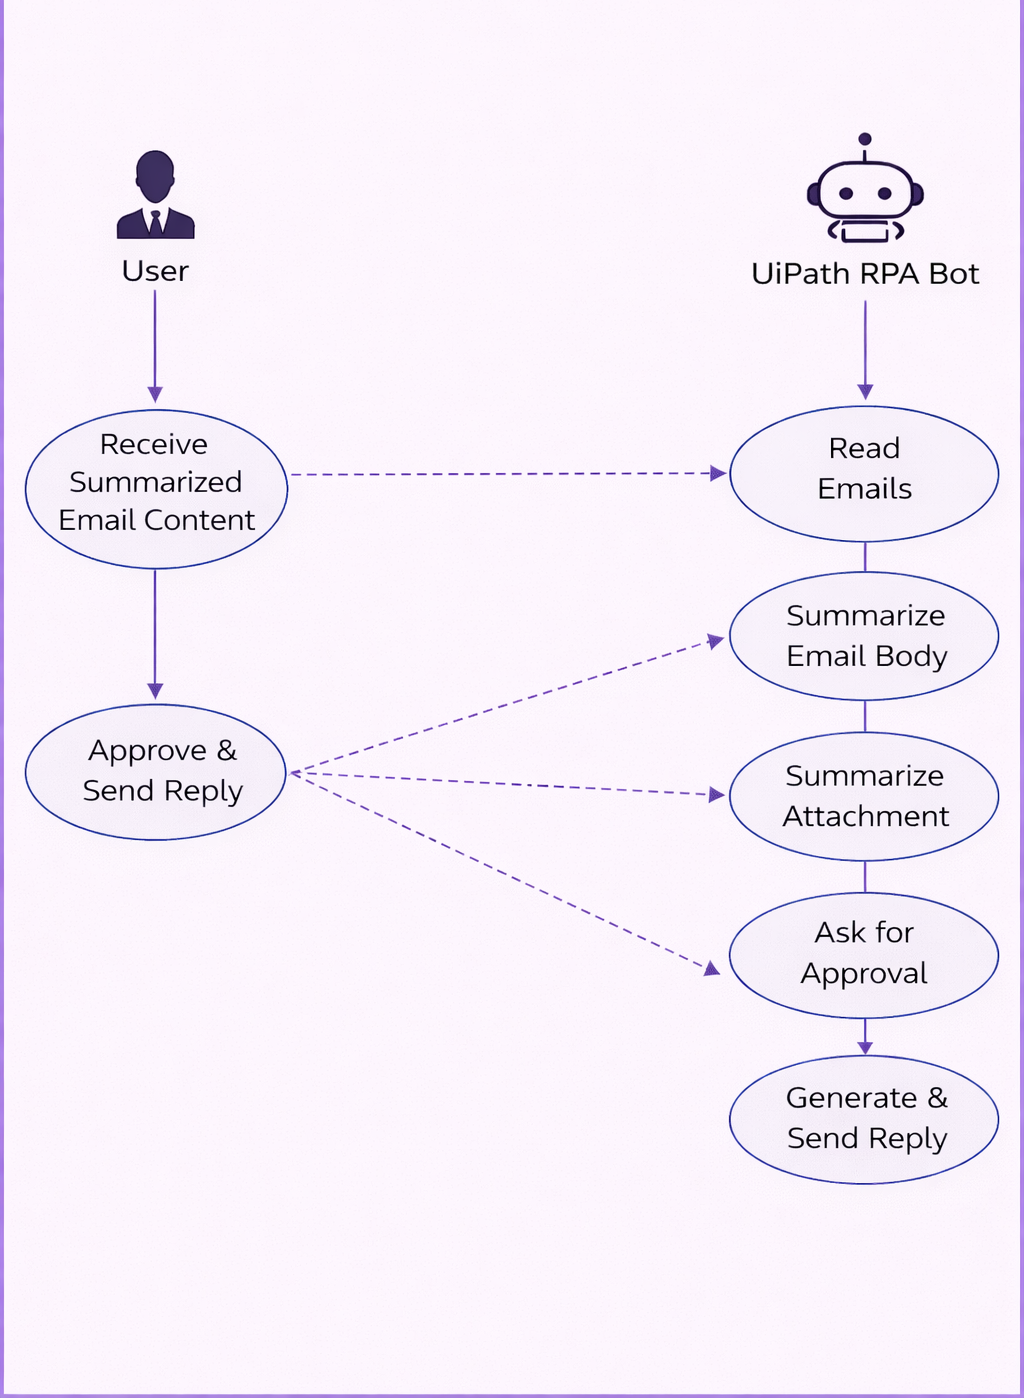 User
UiPath RPA Bot
Receive
Summarized
Email Content
Approve &
Send Reply
Read
Emails
Summarize
Email Body
Summarize
Attachment
Ask for
Approval
Generate &
Send Reply